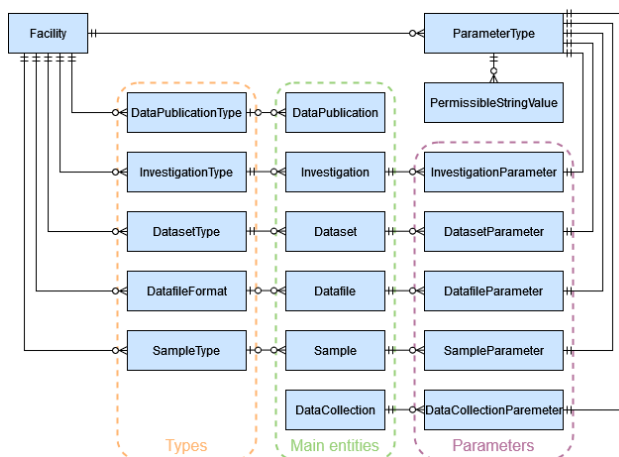 Facility
ParameterType
PermissibleStringValue
DataPublicationType
DataPublication
InvestigationType
Investigation
InvestigationParameter
DatasetType
Dataset
DatasetParameter
DatafileFormat
Datafile
DatafileParameter
SampleType
Sample
SampleParameter
DataCollection
DataCollectionParemeter
Types
Main entities
Parameters